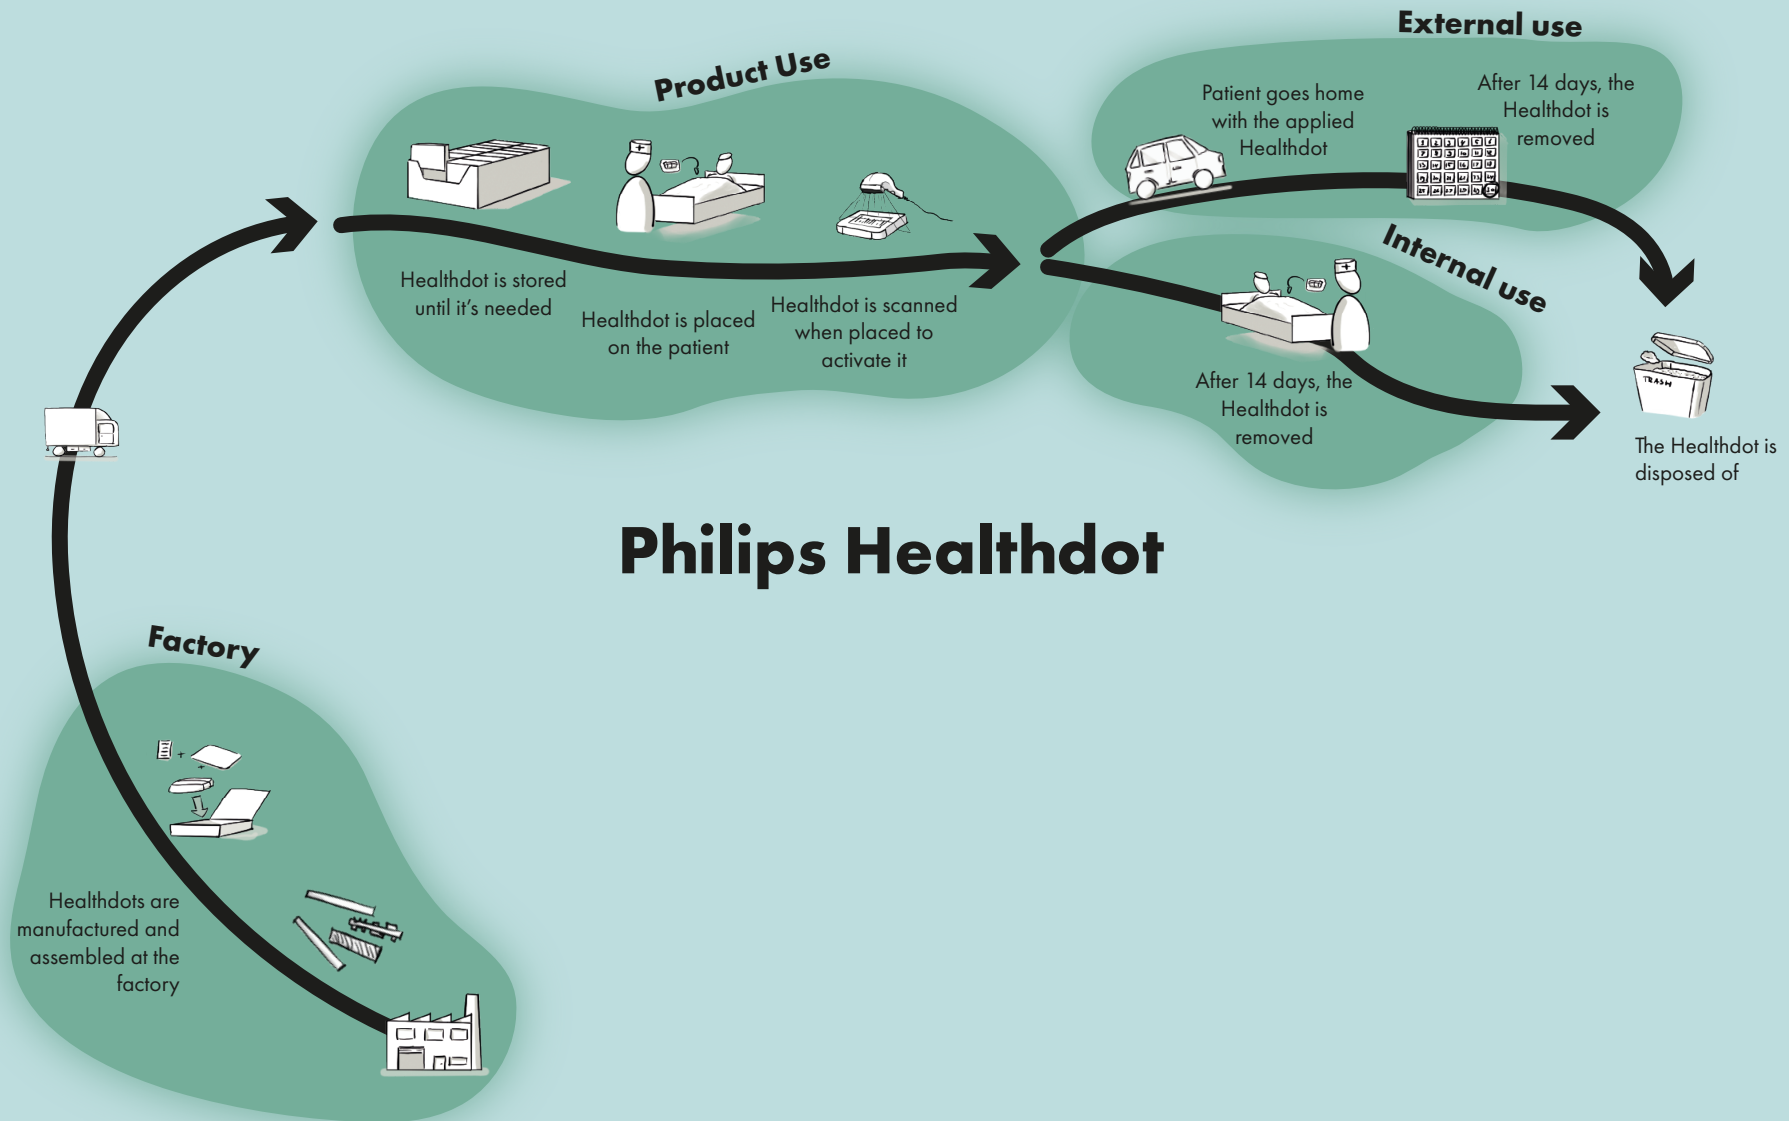 External use
Product Use
Patient goes home
with the applied
Healthdot
After 14 days, the
Healthdot is
removed
Internal use
Healthdot is stored
until it's needed
Healthdot is placed
on the patient
Healthdot is scanned
when placed to
activate it
After 14 days, the
Healthdot is
removed
TRASH
The Healthdot is
disposed of
Philips Healthdot
Factory
Healthdots are
manufactured and
assembled at the
factory